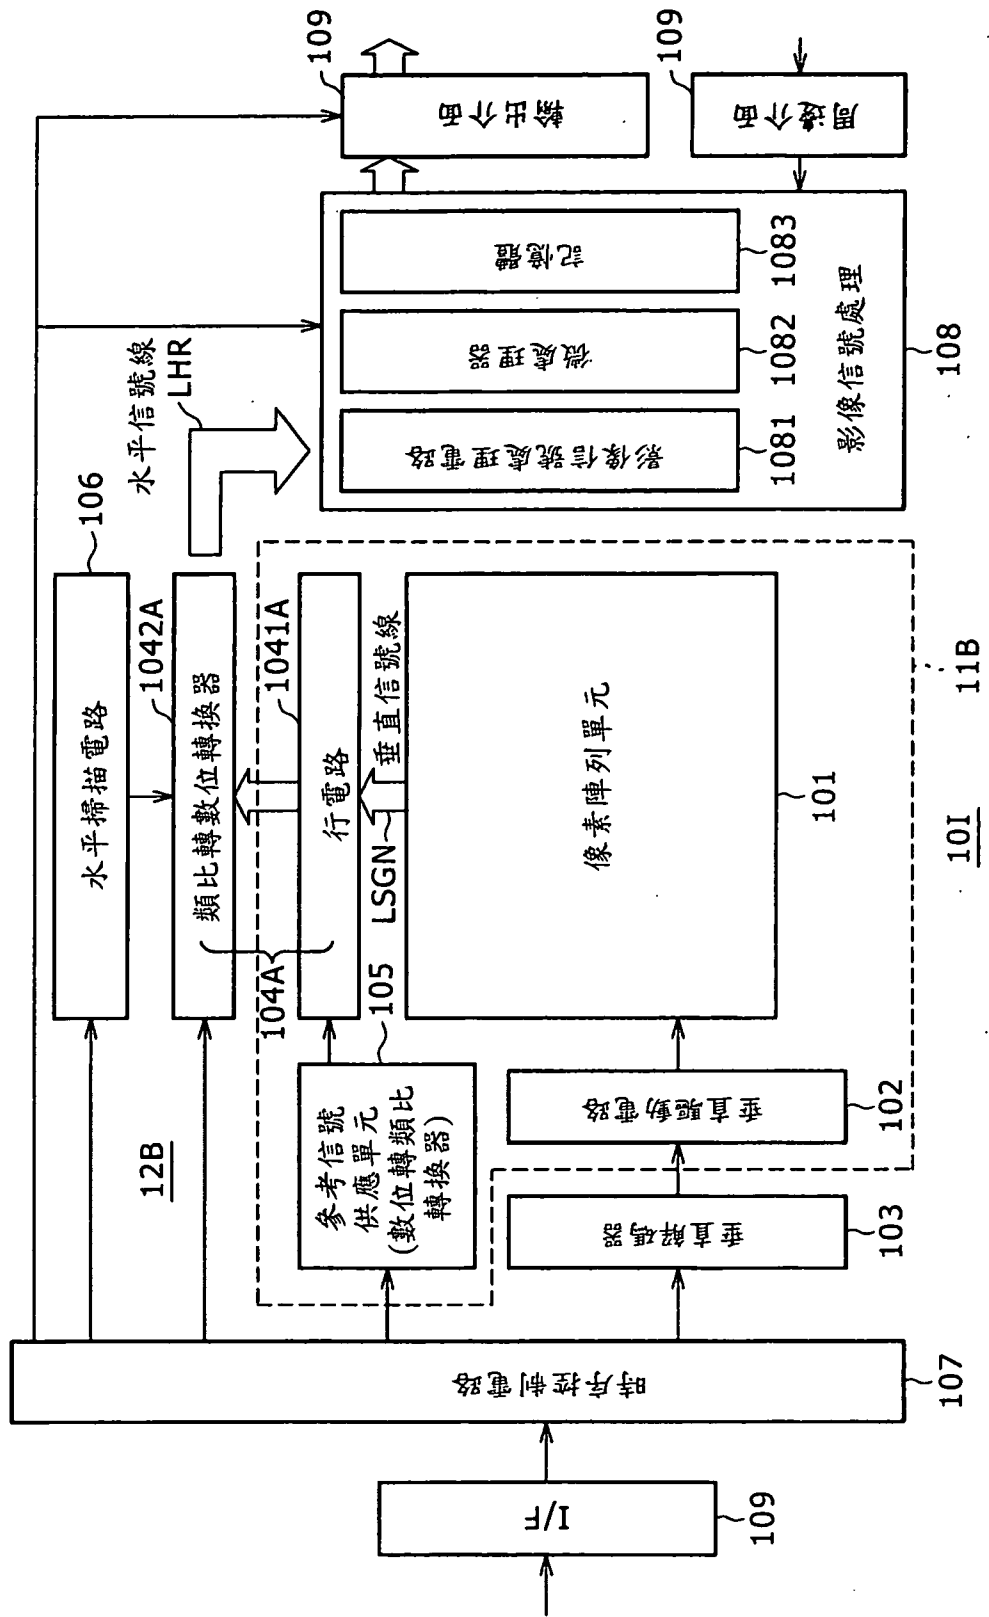 I/F
109
時序控制電路
107
12B
水平掃描電路
106
類比轉數位轉換器
1042A
104A
行電路
1041A
參考信號
供應單元
(數位轉類比
轉換器)
105
LSGN
垂直信號線
像素陣列單元
101
垂直驅動電路
102
垂直解碼器
103
11B
10I
水平信號線
LHR
影像信號處理電路
1081
微處理器
1082
記憶體
1083
影像信號處理
108
輸出介面
109
周邊介面
109